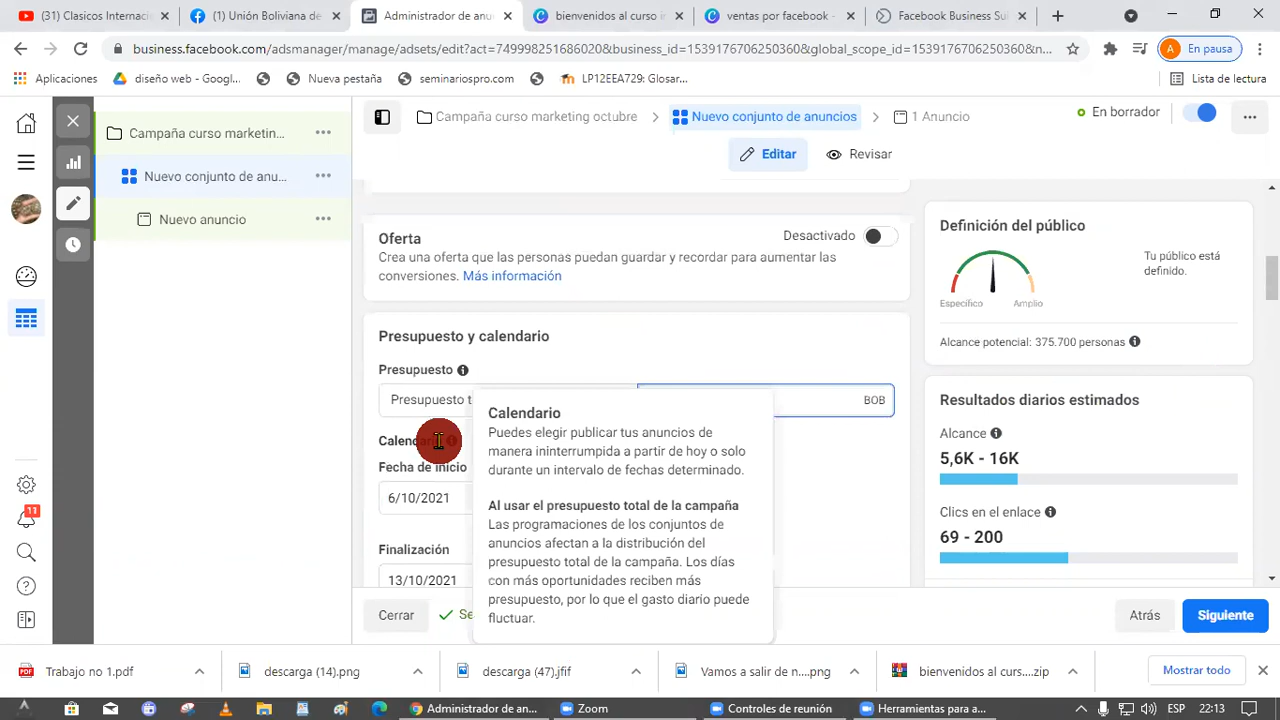 (31) Clasicos Internaci
(1) Unión Boliviana de
Administrador de anu
bienvenidos al curso i
ventas por facebook -
Facebook Business Sui
business.facebook.com/adsmanager/manage/adsets/edit?act=749998251686020&business_id=1539176706250360&global_scope_id=1539176706250360&n...
A En pausa
Aplicaciones
diseño web - Googl...
Nueva pestaña
seminariospro.com
LP12EEA729: Glosar...
Lista de lectura
Campaña curso marketin...
Nuevo conjunto de anu...
Nuevo anuncio
Campaña curso marketing octubre
Nuevo conjunto de anuncios
1 Anuncio
En borrador
Editar
Revisar
Oferta
Desactivado
Crea una oferta que las personas puedan guardar y recordar para aumentar las
conversiones. Más información
Presupuesto y calendario
Presupuesto
Presupuesto t
BOB
Calendario
Fecha de inicio
6/10/2021
Finalización
13/10/2021
Calendario
Puedes elegir publicar tus anuncios de
manera ininterrumpida a partir de hoy o solo
durante un intervalo de fechas determinado.
Al usar el presupuesto total de la campaña
Las programaciones de los conjuntos de
anuncios afectan a la distribución del
presupuesto total de la campaña. Los días
con más oportunidades reciben más
presupuesto, por lo que el gasto diario puede
fluctuar.
Definición del público
Específico
Amplio
Tu público está
definido.
Alcance potencial: 375.700 personas
Resultados diarios estimados
Alcance
5,6K - 16K
Clics en el enlace
69 - 200
11
Cerrar
Se
Atrás
Siguiente
Trabajo no 1.pdf
descarga (14).png
descarga (47).jfif
Vamos a salir de n....png
bienvenidos al curs....zip
Mostrar todo
Administrador de an...
Zoom
Controles de reunión
Herramientas para a...
ESP
22:13